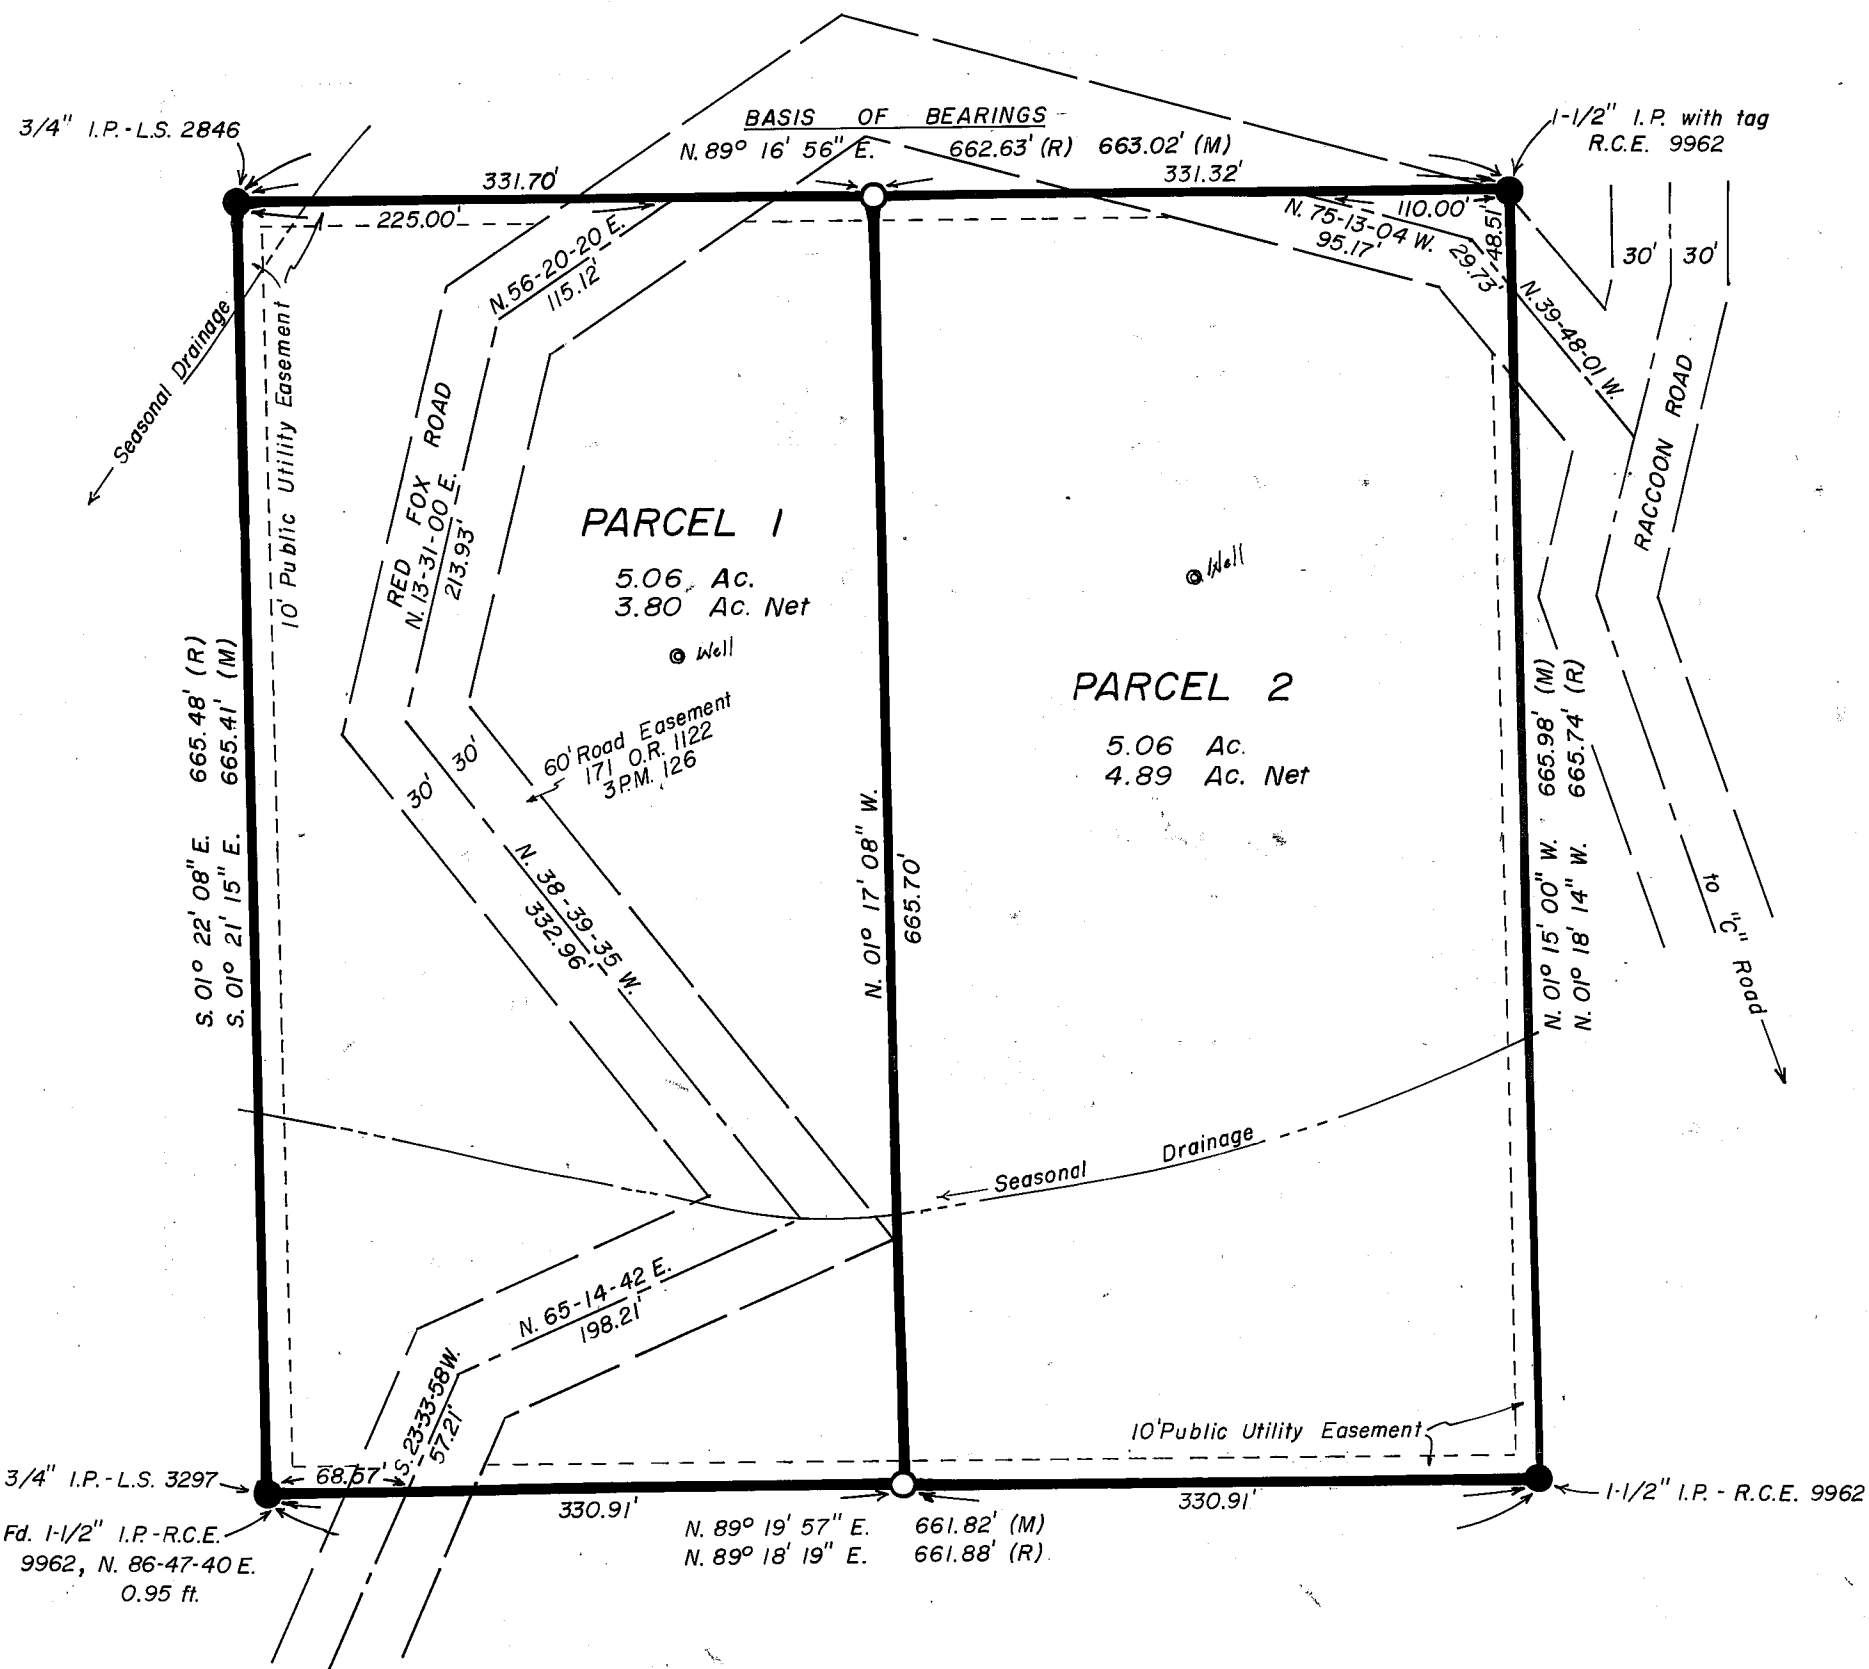 BASIS OF BEARINGS
N. 89° 16' 56" E. 662.63' (R) 663.02' (M)
3/4" I.P.-L.S. 2846
1-1/2" I.P. with tag
R.C.E. 9962
331.70'
331.32'
225.00'
110.00'
48.51'
N. 75-13-04 W.
95.17'
29.73'
N. 39-48-01 W.
30'
30'
RACCOON ROAD
to "C" Road
N. 56-20-20 E.
115.12'
Seasonal Drainage
10' Public Utility Easement
RED FOX ROAD
N. 13-31-00 E.
213.93'
PARCEL 1
5.06 Ac.
3.80 Ac. Net
Well
Well
PARCEL 2
5.06 Ac.
4.89 Ac. Net
60' Road Easement
171 O.R. 1122
3 P.M. 126
30'
30'
N. 38-39-35 W.
332.96'
S. 01° 22' 08" E. 665.48' (R)
S. 01° 21' 15" E. 665.41' (M)
N. 01° 17' 08" W.
665.70'
N. 01° 15' 00" W. 665.98' (M)
N. 01° 18' 14" W. 665.74' (R)
Seasonal Drainage
N. 65-14-42 E.
198.21'
S. 23-33-58 W.
57.21'
10' Public Utility Easement
3/4" I.P.-L.S. 3297
68.57'
330.91'
330.91'
1-1/2" I.P. - R.C.E. 9962
Fd. 1-1/2" I.P.-R.C.E.
9962, N. 86-47-40 E.
0.95 ft.
N. 89° 19' 57" E. 661.82' (M)
N. 89° 18' 19" E. 661.88' (R)